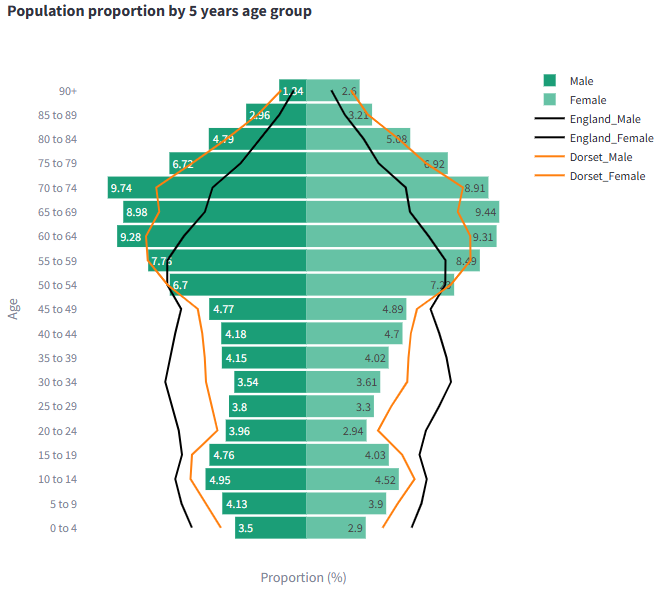 Population proportion by 5 years age group
Male
Female
England_Male
England_Female
Dorset_Male
Dorset_Female
90+ 1.34 2.6
85 to 89 2.96 3.21
80 to 84 4.79 5.08
75 to 79 6.72 6.92
70 to 74 9.74 8.91
65 to 69 8.98 9.44
60 to 64 9.28 9.31
55 to 59 7.76 8.49
50 to 54 6.7 7.23
45 to 49 4.77 4.89
40 to 44 4.18 4.7
35 to 39 4.15 4.02
30 to 34 3.54 3.61
25 to 29 3.8 3.3
20 to 24 3.96 2.94
15 to 19 4.76 4.03
10 to 14 4.95 4.52
5 to 9 4.13 3.9
0 to 4 3.5 2.9
Age
Proportion (%)